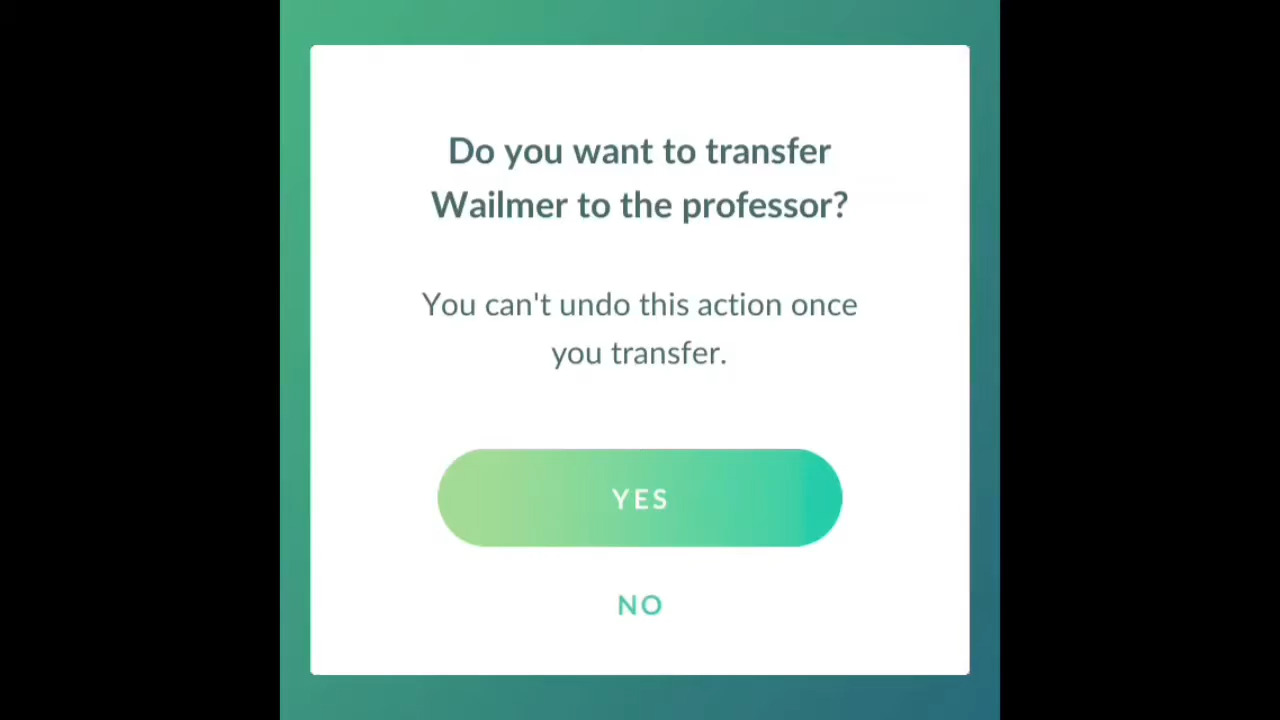 Do you want to transfer
Wailmer to the professor?
You can't undo this action once
you transfer.
YES
NO